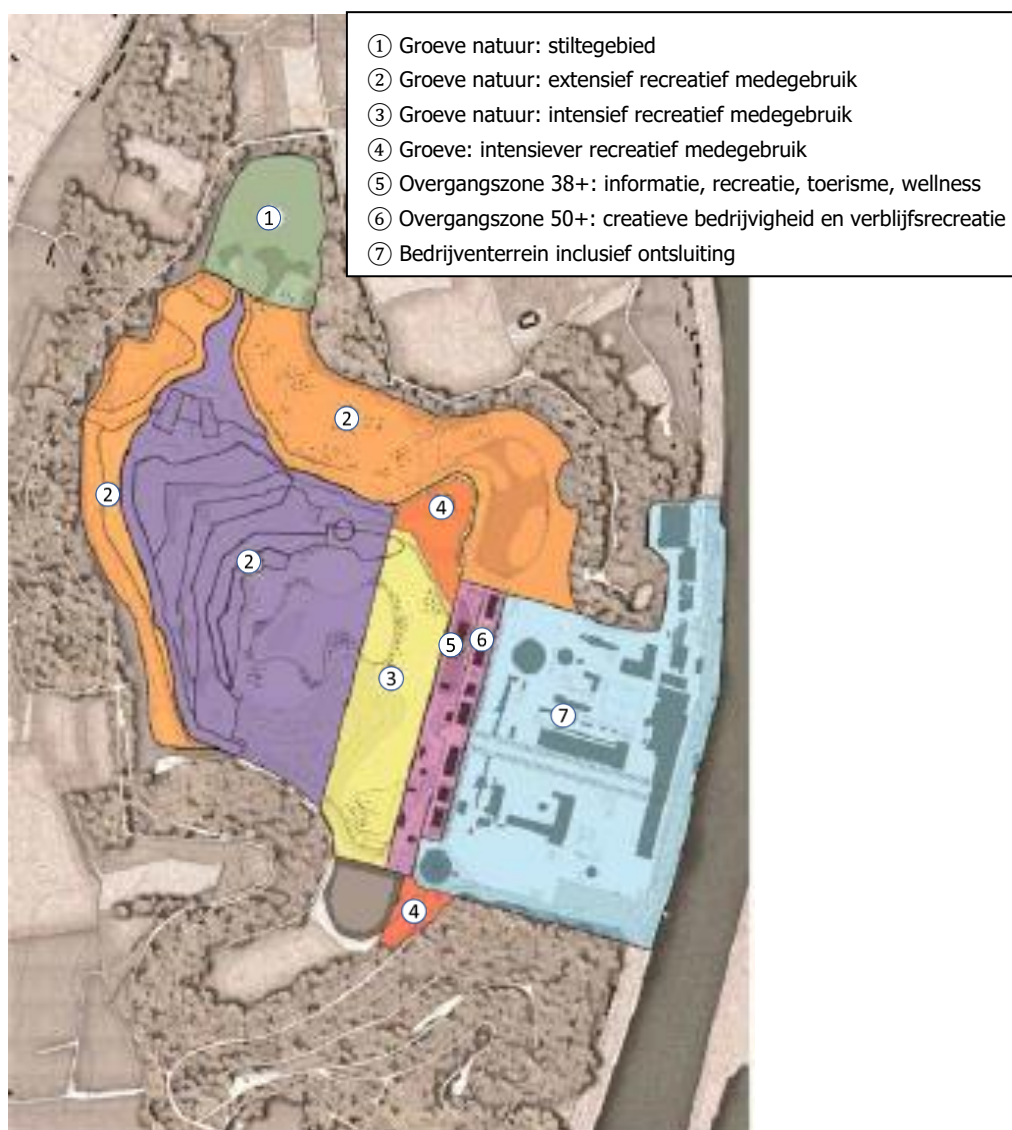 ① Groeve natuur: stiltegebied
② Groeve natuur: extensief recreatief medegebruik
③ Groeve natuur: intensief recreatief medegebruik
④ Groeve: intensiever recreatief medegebruik
⑤ Overgangszone 38+: informatie, recreatie, toerisme, wellness
⑥ Overgangszone 50+: creatieve bedrijvigheid en verblijfsrecreatie
⑦ Bedrijventerrein inclusief ontsluiting
①
②
②
④
②
⑤ ⑥
③
⑦
④